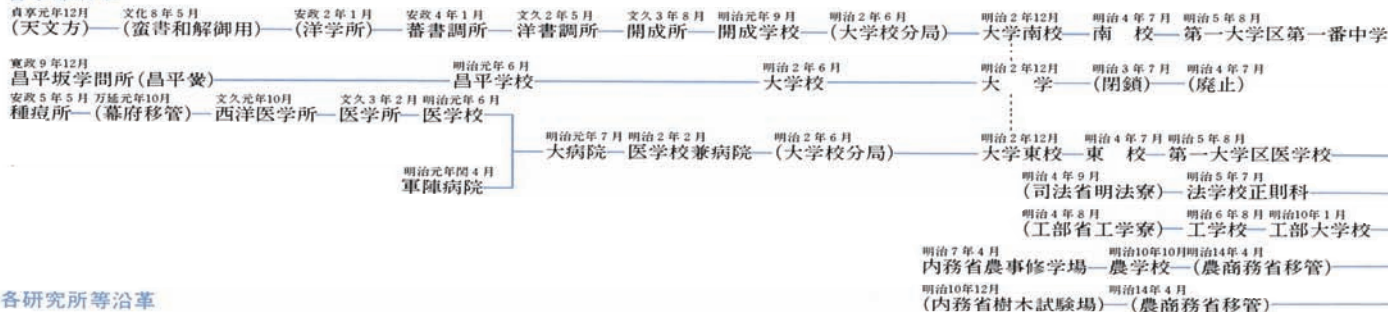 貞享元年12月 文化8年5月 安政2年1月 安政4年1月 文久2年5月 文久3年8月 明治元年9月 明治2年6月 明治2年12月 明治4年7月 明治5年8月
(天文方) (蛮書和解御用) (洋学所) 蕃書調所 洋書調所 開成所 開成学校 (大学校分局) 大学南校 南校 第一大学区第一番中学
寛政9年12月 明治元年6月 明治2年6月 明治2年12月 明治3年7月 明治4年7月
昌平坂学問所(昌平黌) 昌平学校 大学校 大学 (閉鎖) (廃止)
安政5年5月 万延元年10月 文久元年10月 文久3年2月 明治元年6月
種痘所 (幕府移管) 西洋医学所 医学所 医学校
明治元年7月 明治2年2月 明治2年6月 明治2年12月 明治4年7月 明治5年8月
大病院 医学校兼病院 (大学校分局) 大学東校 東校 第一大学区医学校
明治元年閏4月
軍陣病院
明治4年9月 明治5年7月
(司法省明法寮) 法学校正則科
明治4年8月 明治6年8月 明治10年1月
(工部省工学寮) 工学校 工部大学校
明治7年4月 明治10年10月 明治14年4月
内務省農事修学場 農学校 (農商務省移管)
明治10年12月 明治14年4月
(内務省樹木試験場) (農商務省移管)
各研究所等沿革